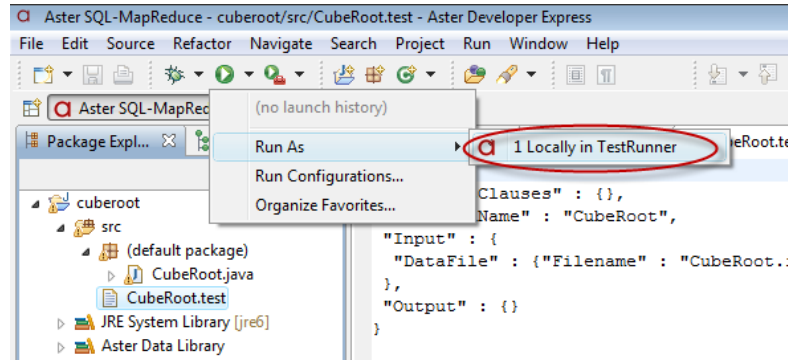 Aster SQL-MapReduce - cuberoot/src/CubeRoot.test - Aster Developer Express
File Edit Source Refactor Navigate Search Project Run Window Help
Aster SQL-MapRed
(no launch history)
Package Expl...
Run As
1 Locally in TestRunner
eRoot.te
Run Configurations...
Organize Favorites...
cuberoot
Clauses" : {},
src
Name" : "CubeRoot",
(default package)
"Input" : {
CubeRoot.java
"DataFile" : {"Filename" : "CubeRoot.
},
CubeRoot.test
"Output" : {}
JRE System Library [jre6]
}
Aster Data Library